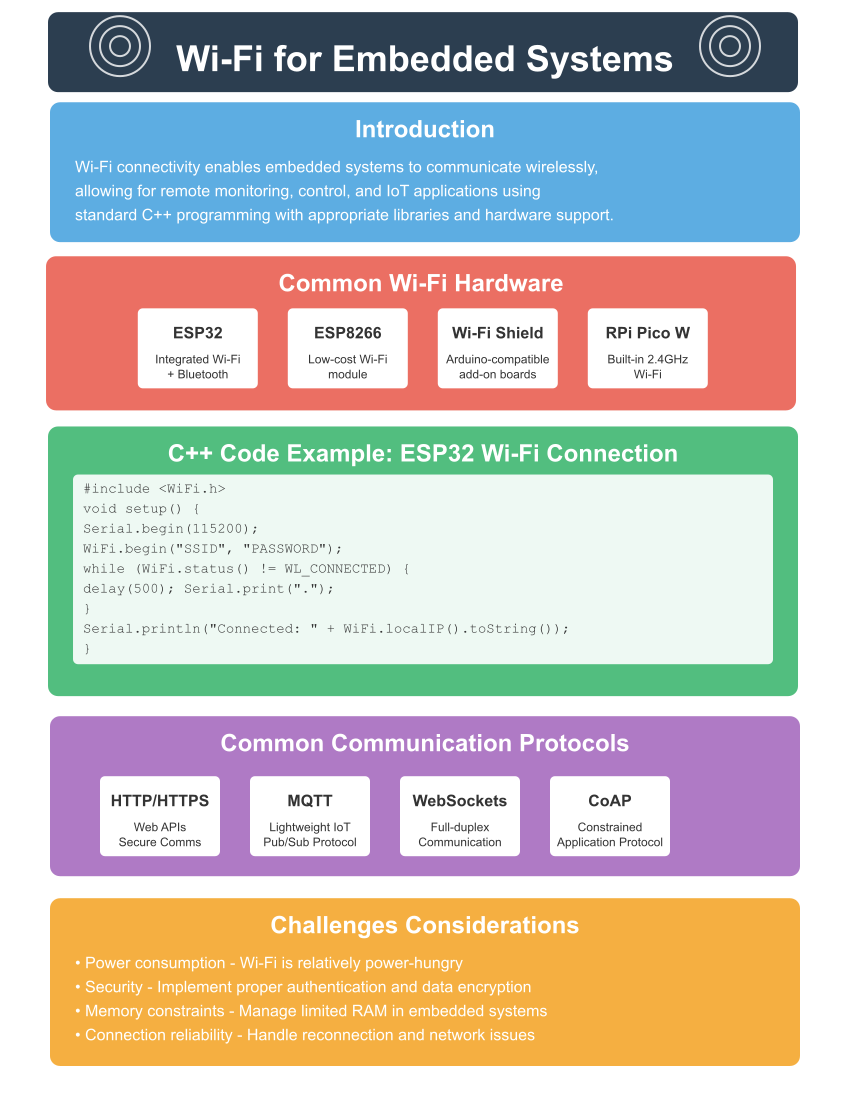 Wi-Fi for Embedded Systems
Introduction
Wi-Fi connectivity enables embedded systems to communicate wirelessly,
allowing for remote monitoring, control, and IoT applications using
standard C++ programming with appropriate libraries and hardware support.
Common Wi-Fi Hardware
ESP32
Integrated Wi-Fi
+ Bluetooth
ESP8266
Low-cost Wi-Fi
module
Wi-Fi Shield
Arduino-compatible
add-on boards
RPi Pico W
Built-in 2.4GHz
Wi-Fi
C++ Code Example: ESP32 Wi-Fi Connection
#include <WiFi.h>
void setup() {
Serial.begin(115200);
WiFi.begin("SSID", "PASSWORD");
while (WiFi.status() != WL_CONNECTED) {
delay(500); Serial.print(".");
}
Serial.println("Connected: " + WiFi.localIP().toString());
}
Common Communication Protocols
HTTP/HTTPS
Web APIs
Secure Comms
MQTT
Lightweight IoT
Pub/Sub Protocol
WebSockets
Full-duplex
Communication
CoAP
Constrained
Application Protocol
Challenges Considerations
• Power consumption - Wi-Fi is relatively power-hungry
• Security - Implement proper authentication and data encryption
• Memory constraints - Manage limited RAM in embedded systems
• Connection reliability - Handle reconnection and network issues